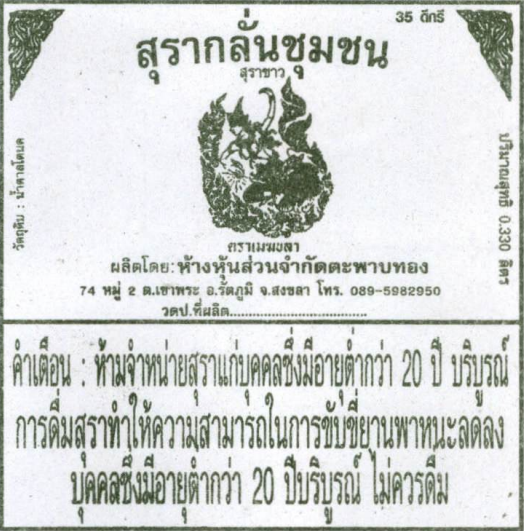 35 ดีกรี
สุรากลั่นชุมชน
สุราขาว
วัตถุดิบ : น้ำตาลโตนด
ปริมาณสุทธิ 0.330 ลิตร
ตราเมฆขลา
ผลิตโดย: ห้างหุ้นส่วนจำกัดตะพาบทอง
74 หมู่ 2 ต.เขาพระ อ.รัตภูมิ จ.สงขลา โทร. 089-5982950
วดป.ที่ผลิต..................................
คำเตือน : ห้ามจำหน่ายสุราแก่บุคคลซึ่งมีอายุต่ำกว่า 20 ปี บริบูรณ์
การดื่มสุราทำให้ความสามารถในการขับขี่ยานพาหนะลดลง
บุคคลซึ่งมีอายุต่ำกว่า 20 ปีบริบูรณ์ ไม่ควรดื่ม